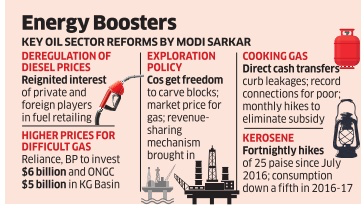 Energy Boosters
KEY OIL SECTOR REFORMS BY MODI SARKAR
DEREGULATION OF
DIESEL PRICES
Reignited interest
of private and
foreign players
in fuel retailing
HIGHER PRICES FOR
DIFFICULT GAS
Reliance, BP to invest
$6 billion and ONGC
$5 billion in KG Basin
EXPLORATION
POLICY
Cos get freedom
to carve blocks;
market price for
gas; revenue-
sharing
mechanism
brought in
COOKING GAS
Direct cash transfers
curb leakages; record
connections for poor;
monthly hikes to
eliminate subsidy
KEROSENE
Fortnightly hikes
of 25 paise since July
2016; consumption
down a fifth in 2016-17